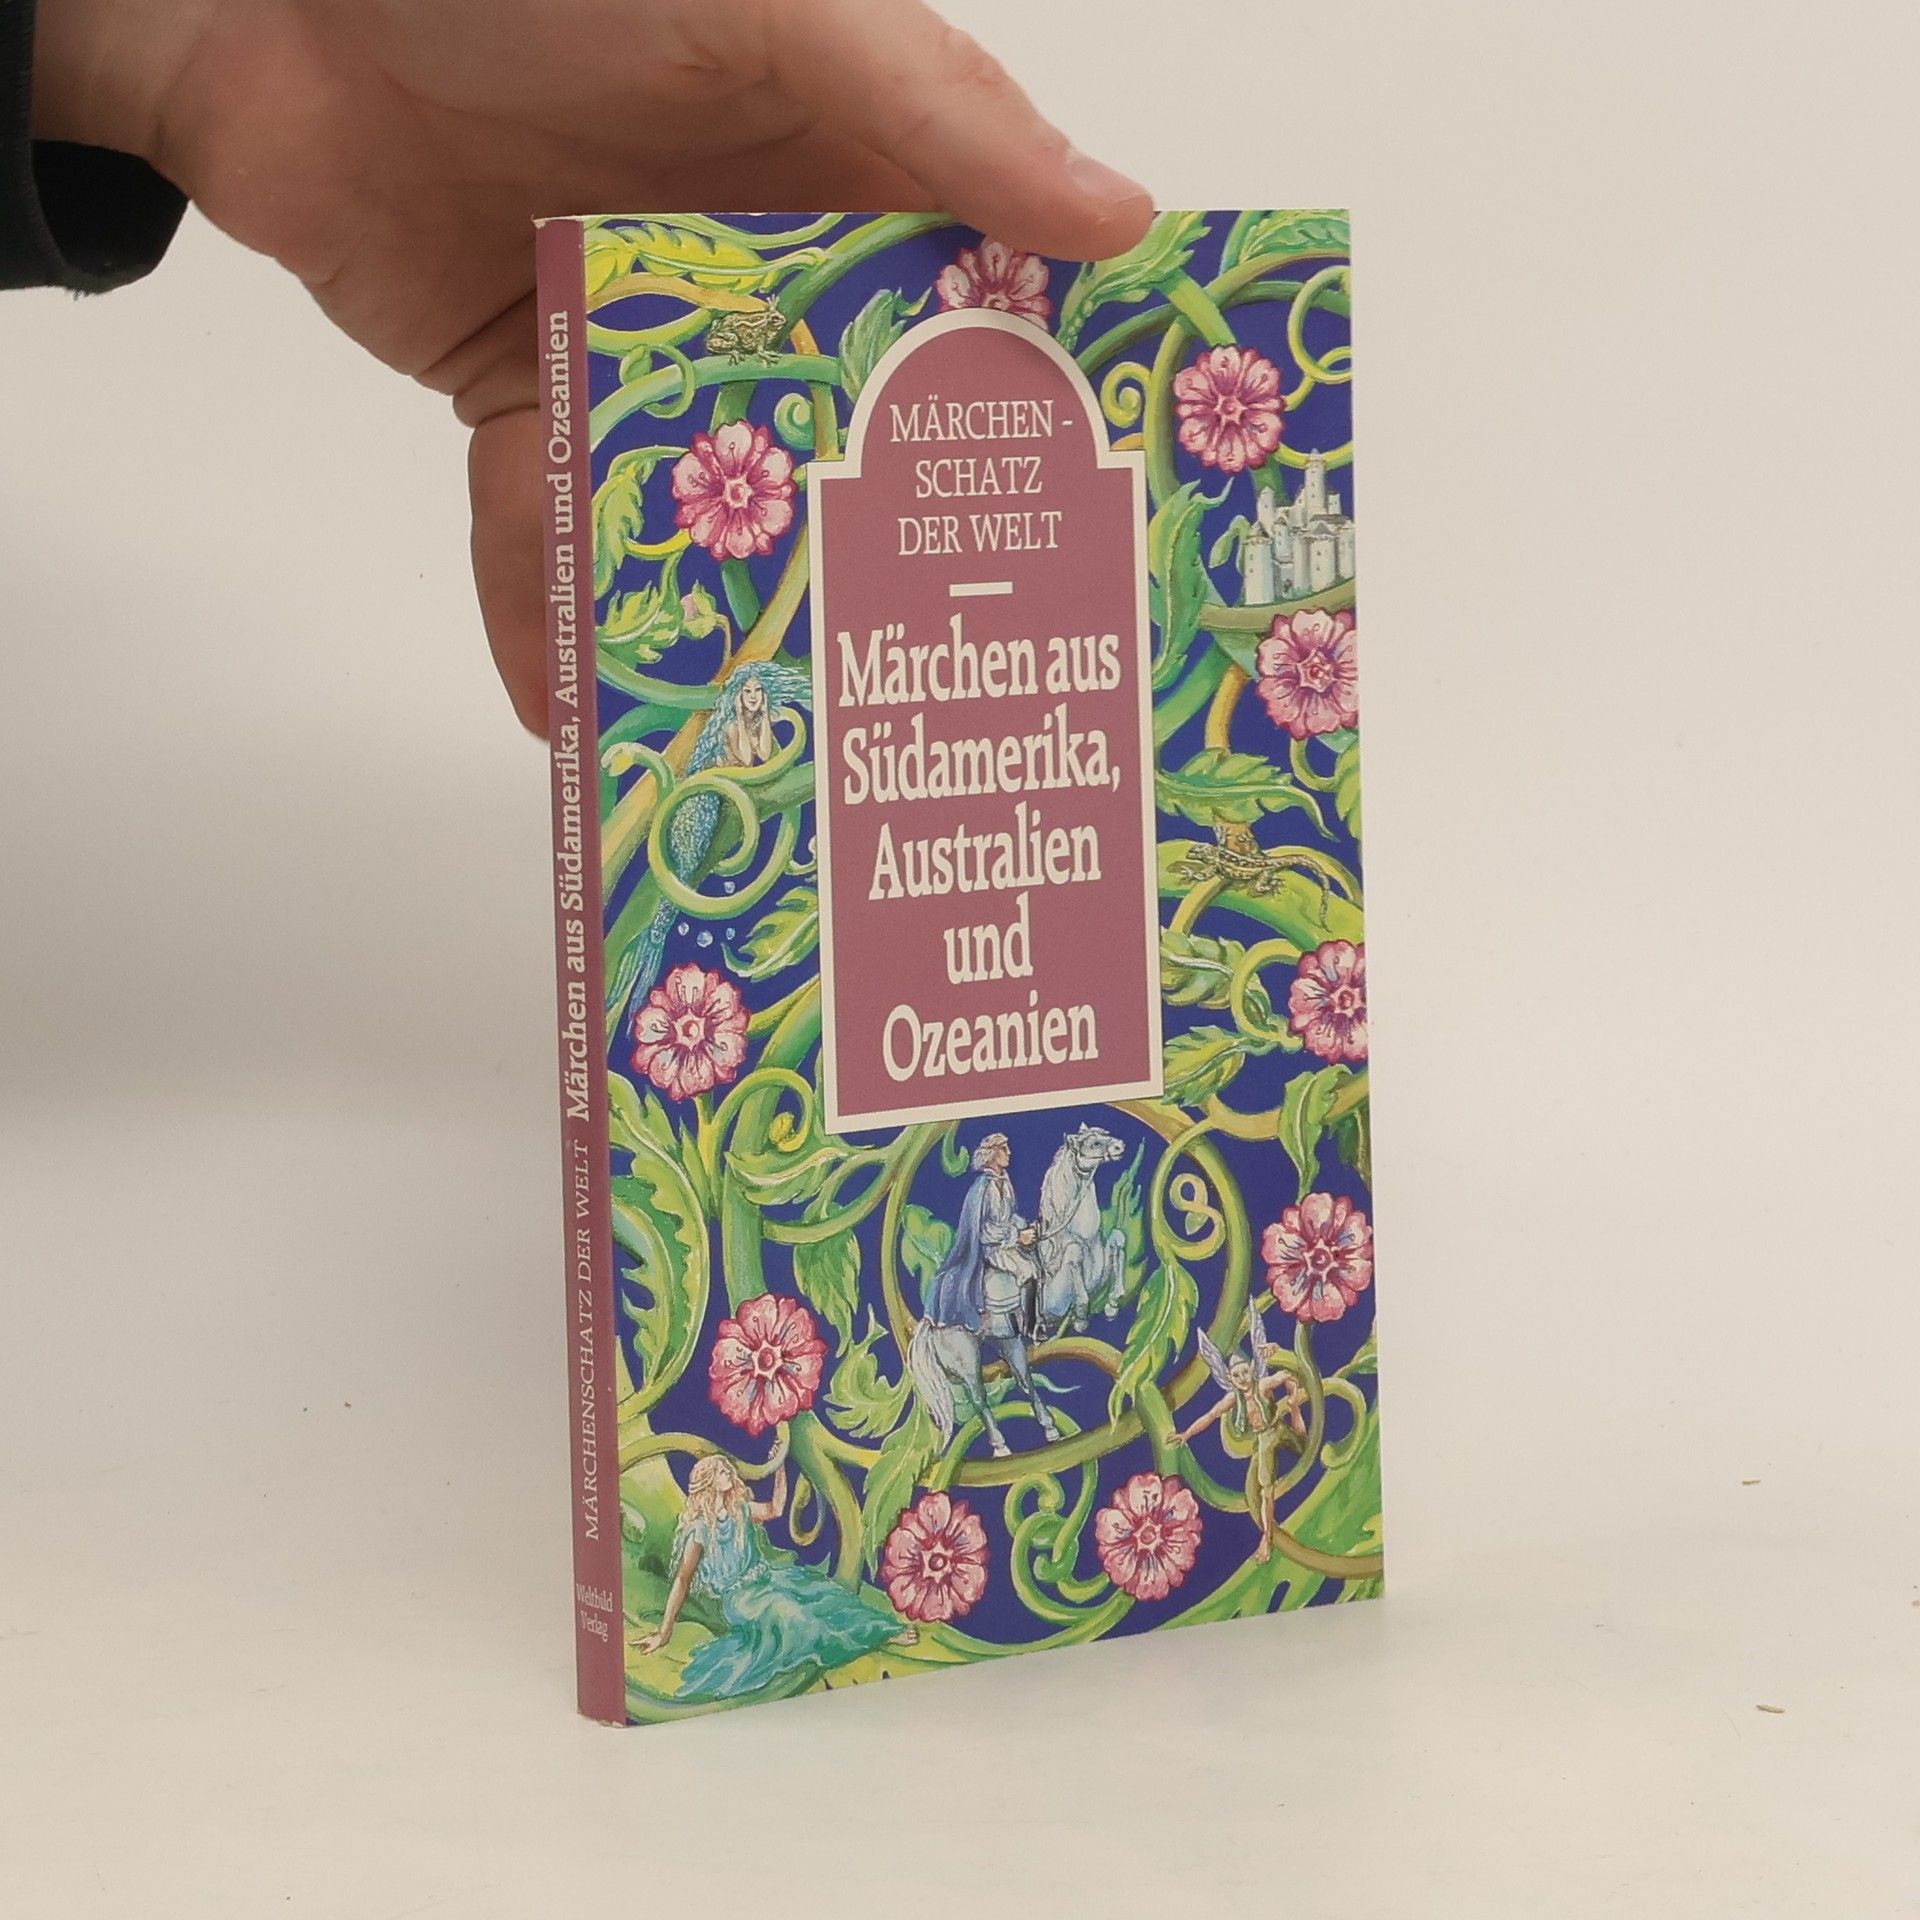 MÄRCHEN-
SCHATZ
DER WELT
Märchen aus
Südamerika,
Australien
und
Ozeanien
MÄRCHENSCHATZ DER WELT Märchen aus Südamerika, Australien und Ozeanien
Weltbild
Verlag